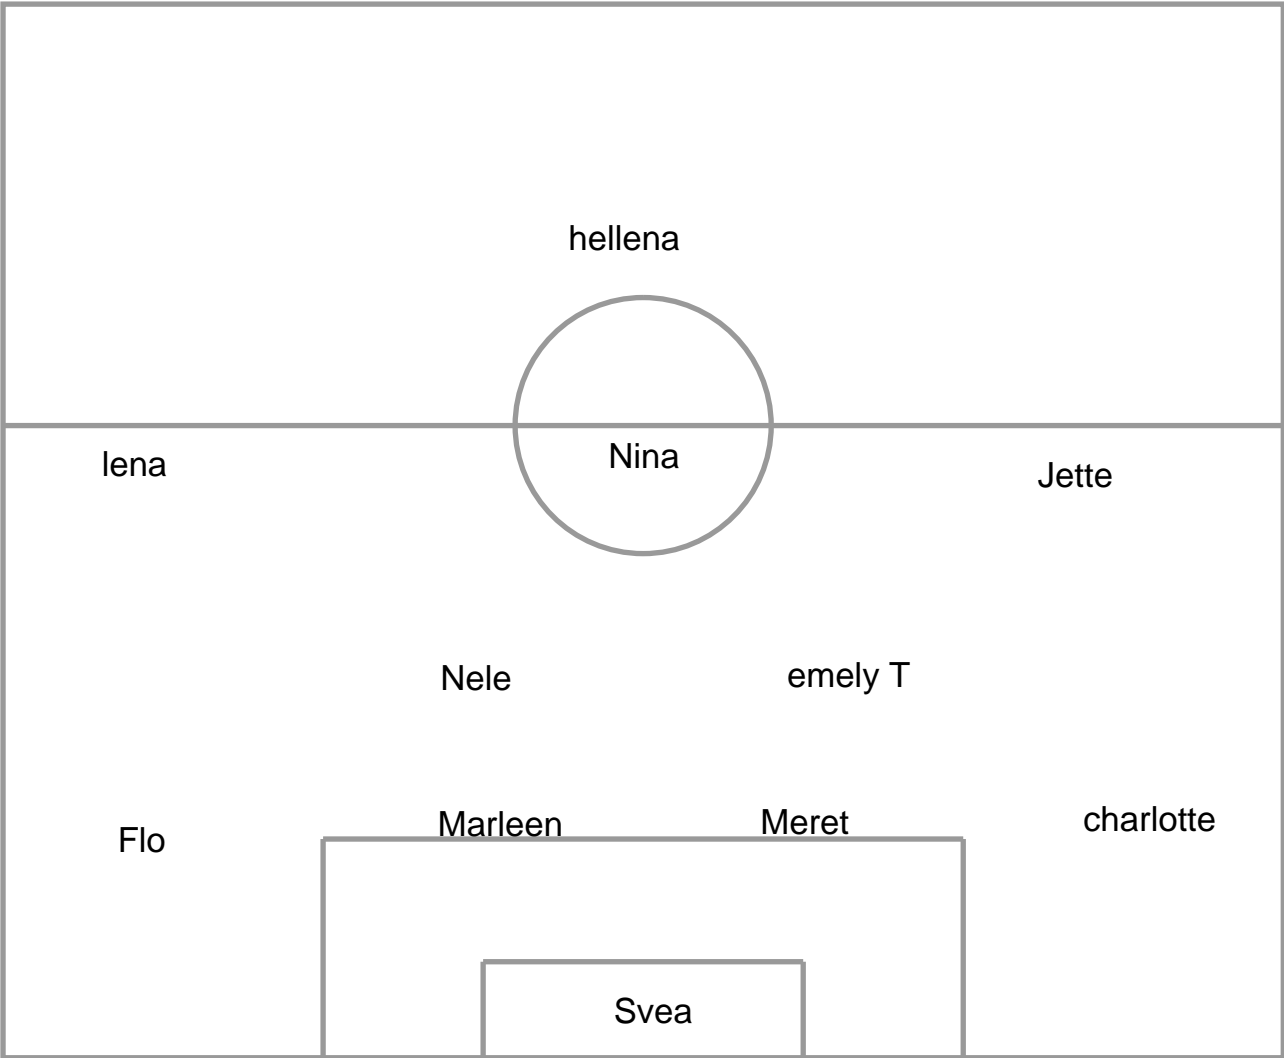 hellena
lena
Nina
Jette
Nele
emely T
Flo
Marleen
Meret
charlotte
Svea